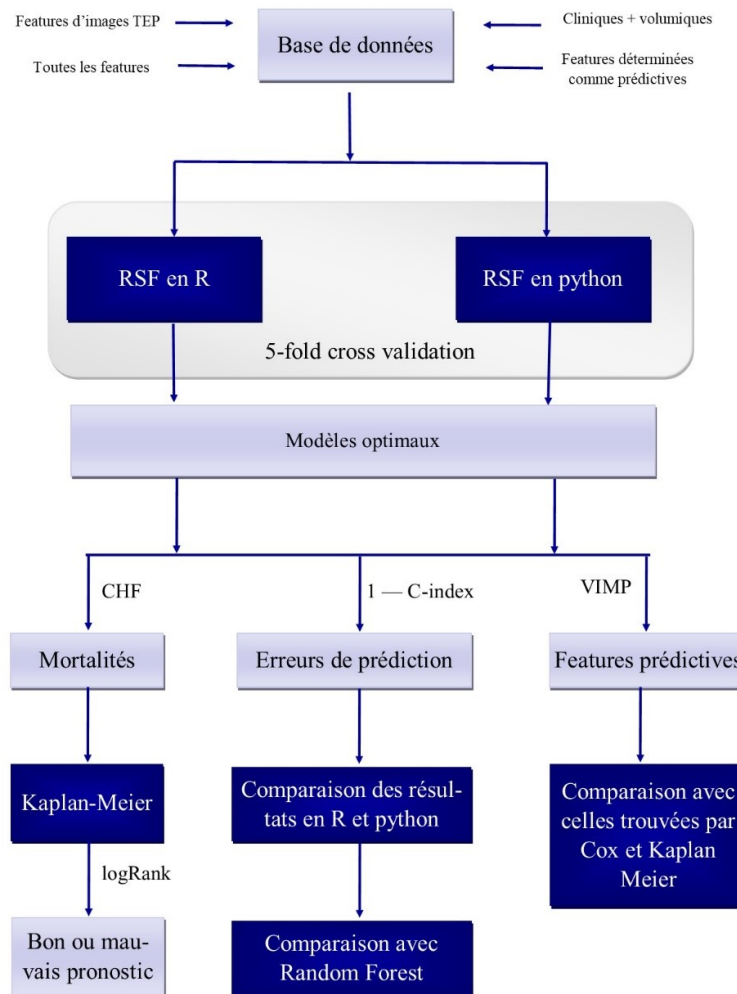 Features d'images TEP
Cliniques + volumiques
Base de données
Toutes les features
Features déterminées
comme prédictives
RSF en R
RSF en python
5-fold cross validation
Modèles optimaux
CHF
1 — C-index
VIMP
Mortalités
Erreurs de prédiction
Features prédictives
Kaplan-Meier
Comparaison des résul-
tats en R et python
Comparaison avec
celles trouvées par
Cox et Kaplan
Meier
logRank
Bon ou mau-
vais pronostic
Comparaison avec
Random Forest